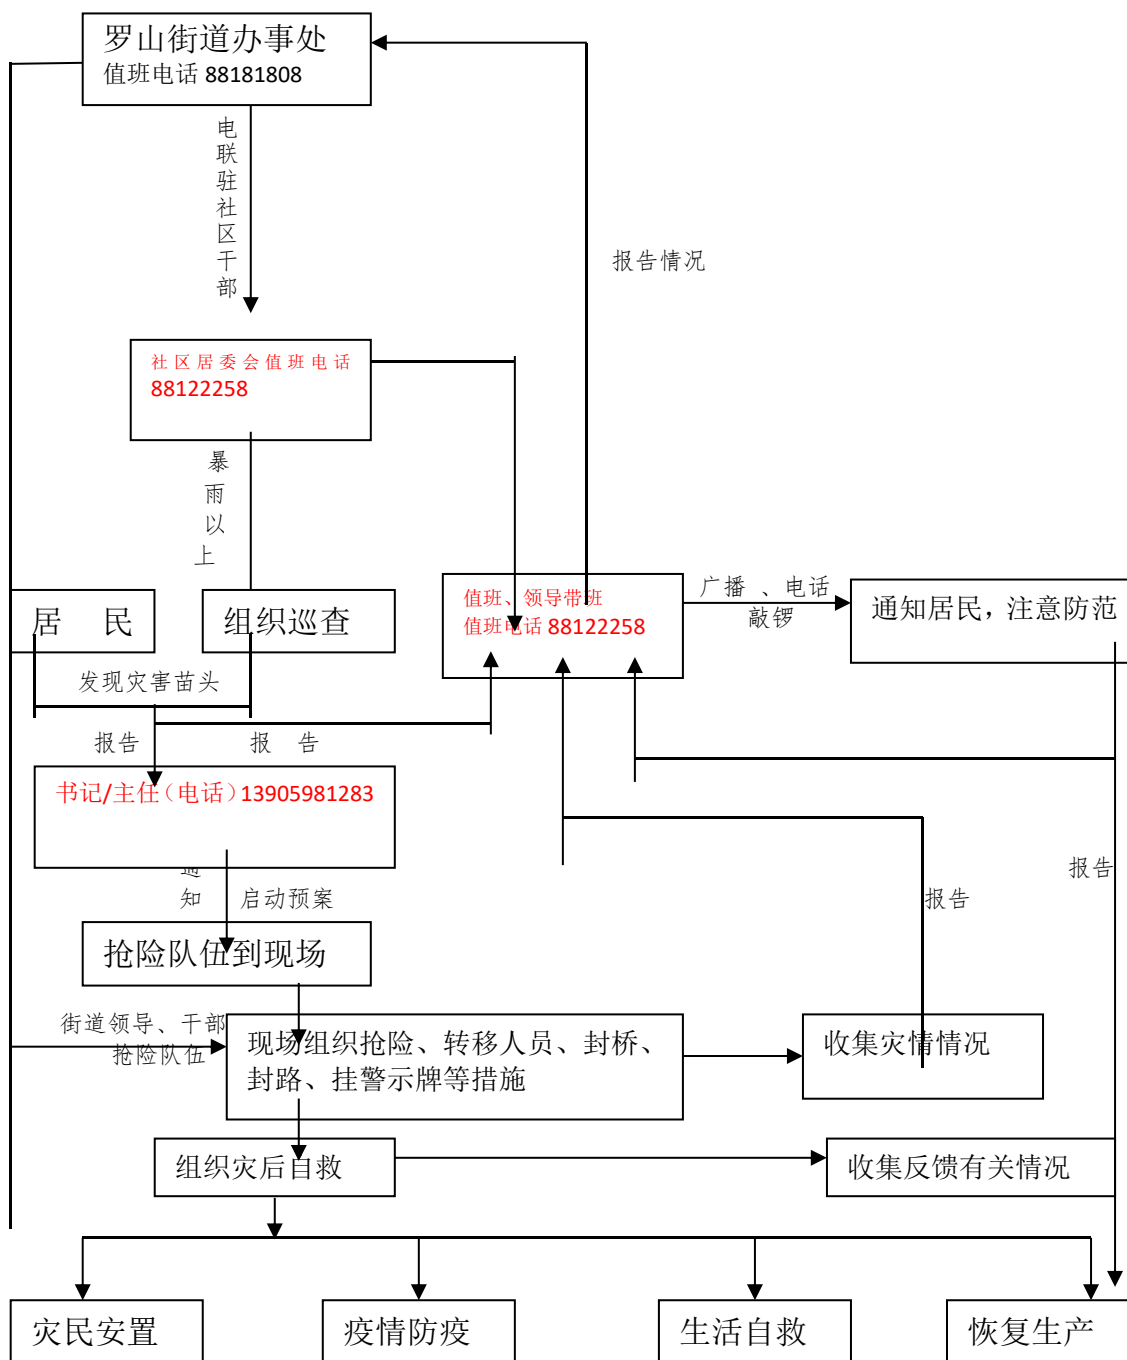 罗山街道办事处
值班电话 88181808
电联驻社区干部
报告情况
社区居委会值班电话
88122258
暴雨以上
值班、领导带班
值班电话 88122258
广播 、电话
敲锣
通知居民，注意防范
居 民
组织巡查
发现灾害苗头
报告
报 告
书记/主任（电话）13905981283
通知
启动预案
报告
报告
抢险队伍到现场
街道领导、干部
抢险队伍
现场组织抢险、转移人员、封桥、
封路、挂警示牌等措施
收集灾情情况
组织灾后自救
收集反馈有关情况
灾民安置
疫情防疫
生活自救
恢复生产